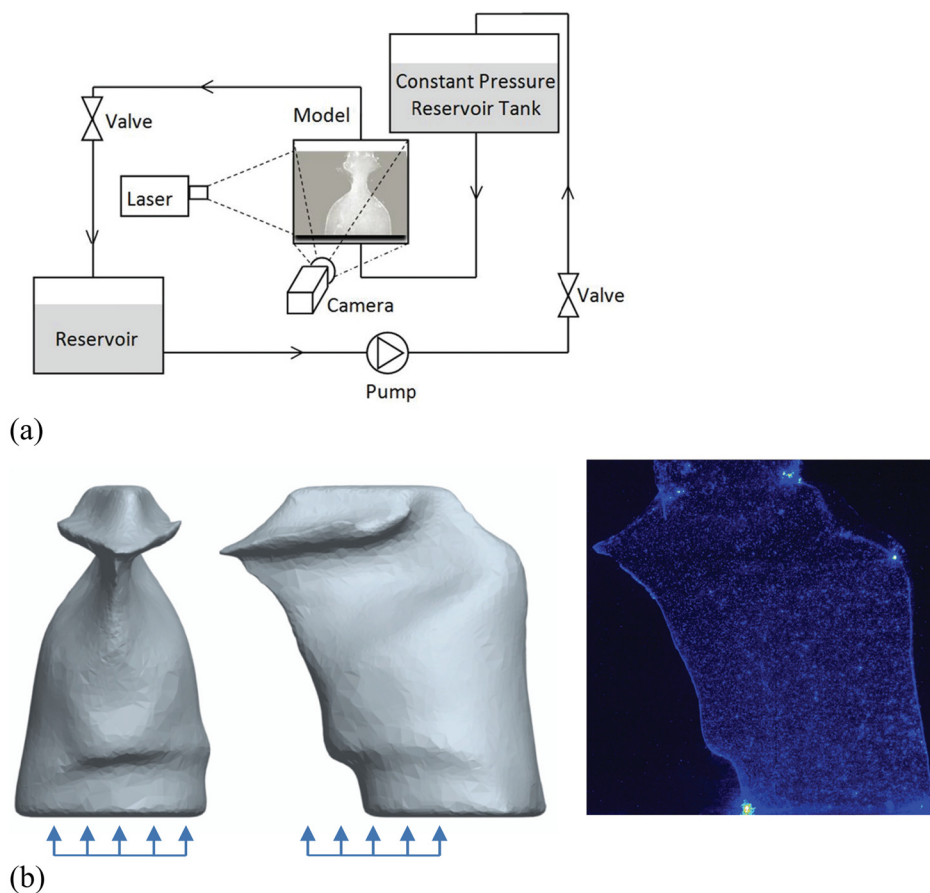 Constant Pressure
Reservoir Tank
Valve
Model
Laser
Camera
Valve
Reservoir
Pump
(a)
(b)